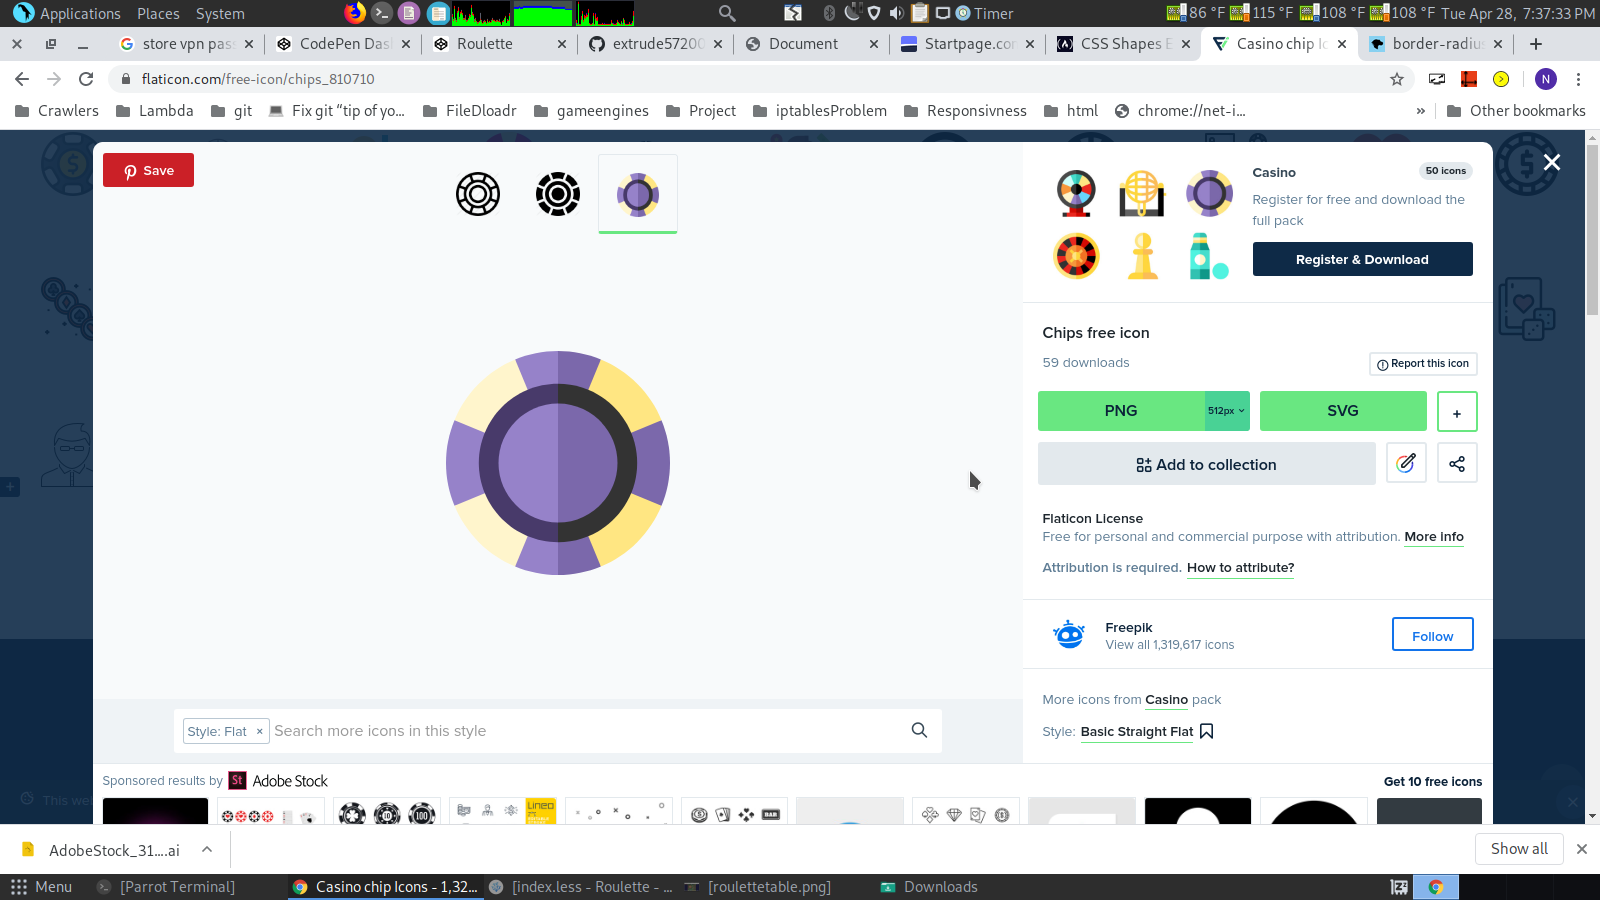 Applications Places System Timer 86 °F 115 °F 108 °F 108 °F Tue Apr 28, 7:37:33 PM
store vpn pas CodePen Das Roulette extrude57200 Document Startpage.co CSS Shapes E Casino chip Ic border-radiu
flaticon.com/free-icon/chips_810710 N
Crawlers Lambda git Fix git “tip of yo... FileDloadr gameengines Project iptablesProblem Responsivness html chrome://net-i... » Other bookmarks
Save
Casino 50 icons
Register for free and download the
full pack
Register & Download
Chips free icon
59 downloads
Report this icon
PNG 512px SVG +
Add to collection
Flaticon License
Free for personal and commercial purpose with attribution. More info
Attribution is required. How to attribute?
Freepik
View all 1,319,617 icons
Follow
More icons from Casino pack
Style: Basic Straight Flat
Style: Flat × Search more icons in this style
Sponsored results by St Adobe Stock
Get 10 free icons
This we
10 100 Lineo BAR
AdobeStock_31....ai
Show all
Menu [Parrot Terminal] Casino chip Icons - 1,32... [index.less - Roulette - ... [roulettetable.png] Downloads